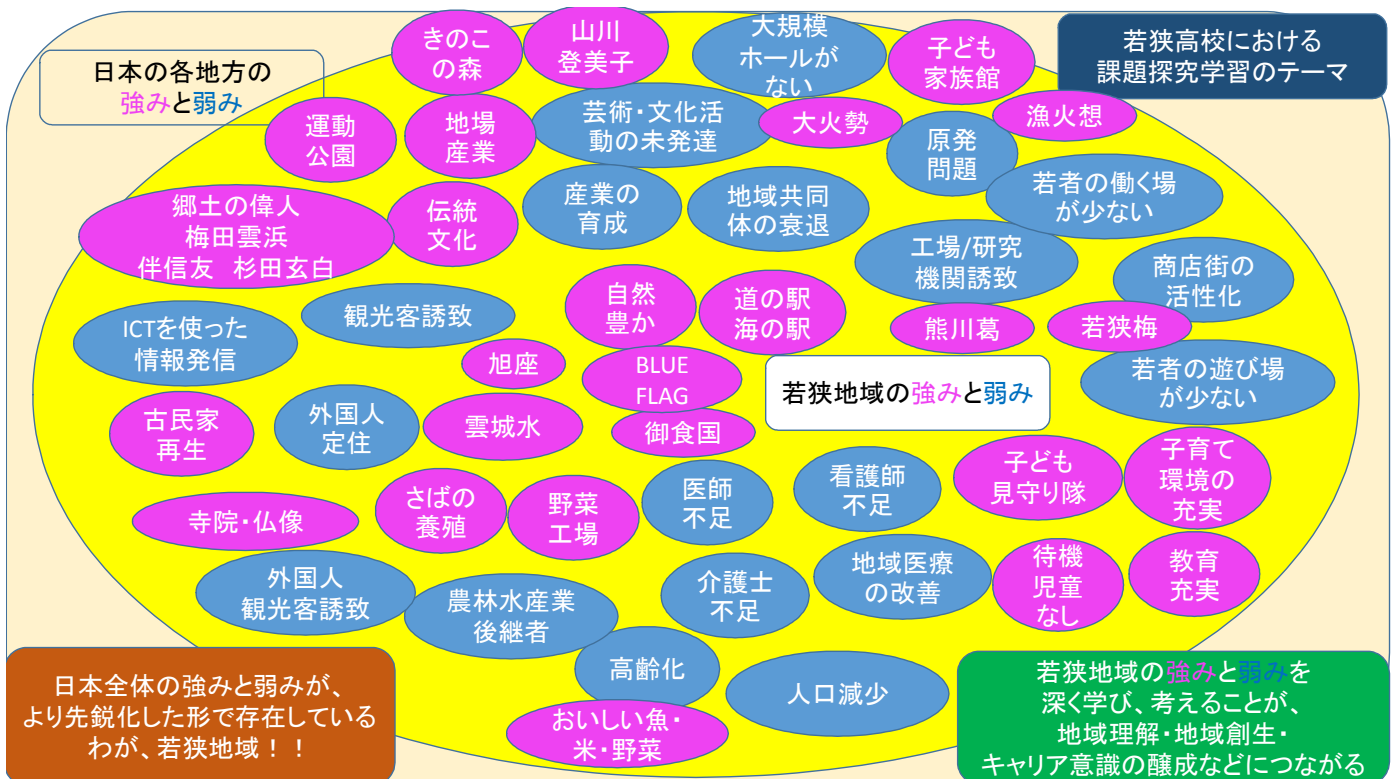 日本の各地方の
強みと弱み
若狭高校における
課題探究学習のテーマ
きのこ
の森
山川
登美子
大規模
ホールが
ない
子ども
家族館
運動
公園
地場
産業
芸術・文化活
動の未発達
大火勢
原発
問題
漁火想
郷土の偉人
梅田雲浜
伴信友 杉田玄白
伝統
文化
産業の
育成
地域共同
体の衰退
若者の働く場
が少ない
工場/研究
機関誘致
商店街の
活性化
ICTを使った
情報発信
観光客誘致
自然
豊か
道の駅
海の駅
熊川葛
若狭梅
旭座
BLUE
FLAG
若狭地域の強みと弱み
若者の遊び場
が少ない
古民家
再生
外国人
定住
雲城水
御食国
寺院・仏像
さばの
養殖
野菜
工場
医師
不足
看護師
不足
子ども
見守り隊
子育て
環境の
充実
外国人
観光客誘致
農林水産業
後継者
介護士
不足
地域医療
の改善
待機
児童
なし
教育
充実
高齢化
人口減少
おいしい魚・
米・野菜
日本全体の強みと弱みが、
より先鋭化した形で存在している
わが、若狭地域！！
若狭地域の強みと弱みを
深く学び、考えることが、
地域理解・地域創生・
キャリア意識の醸成などにつながる